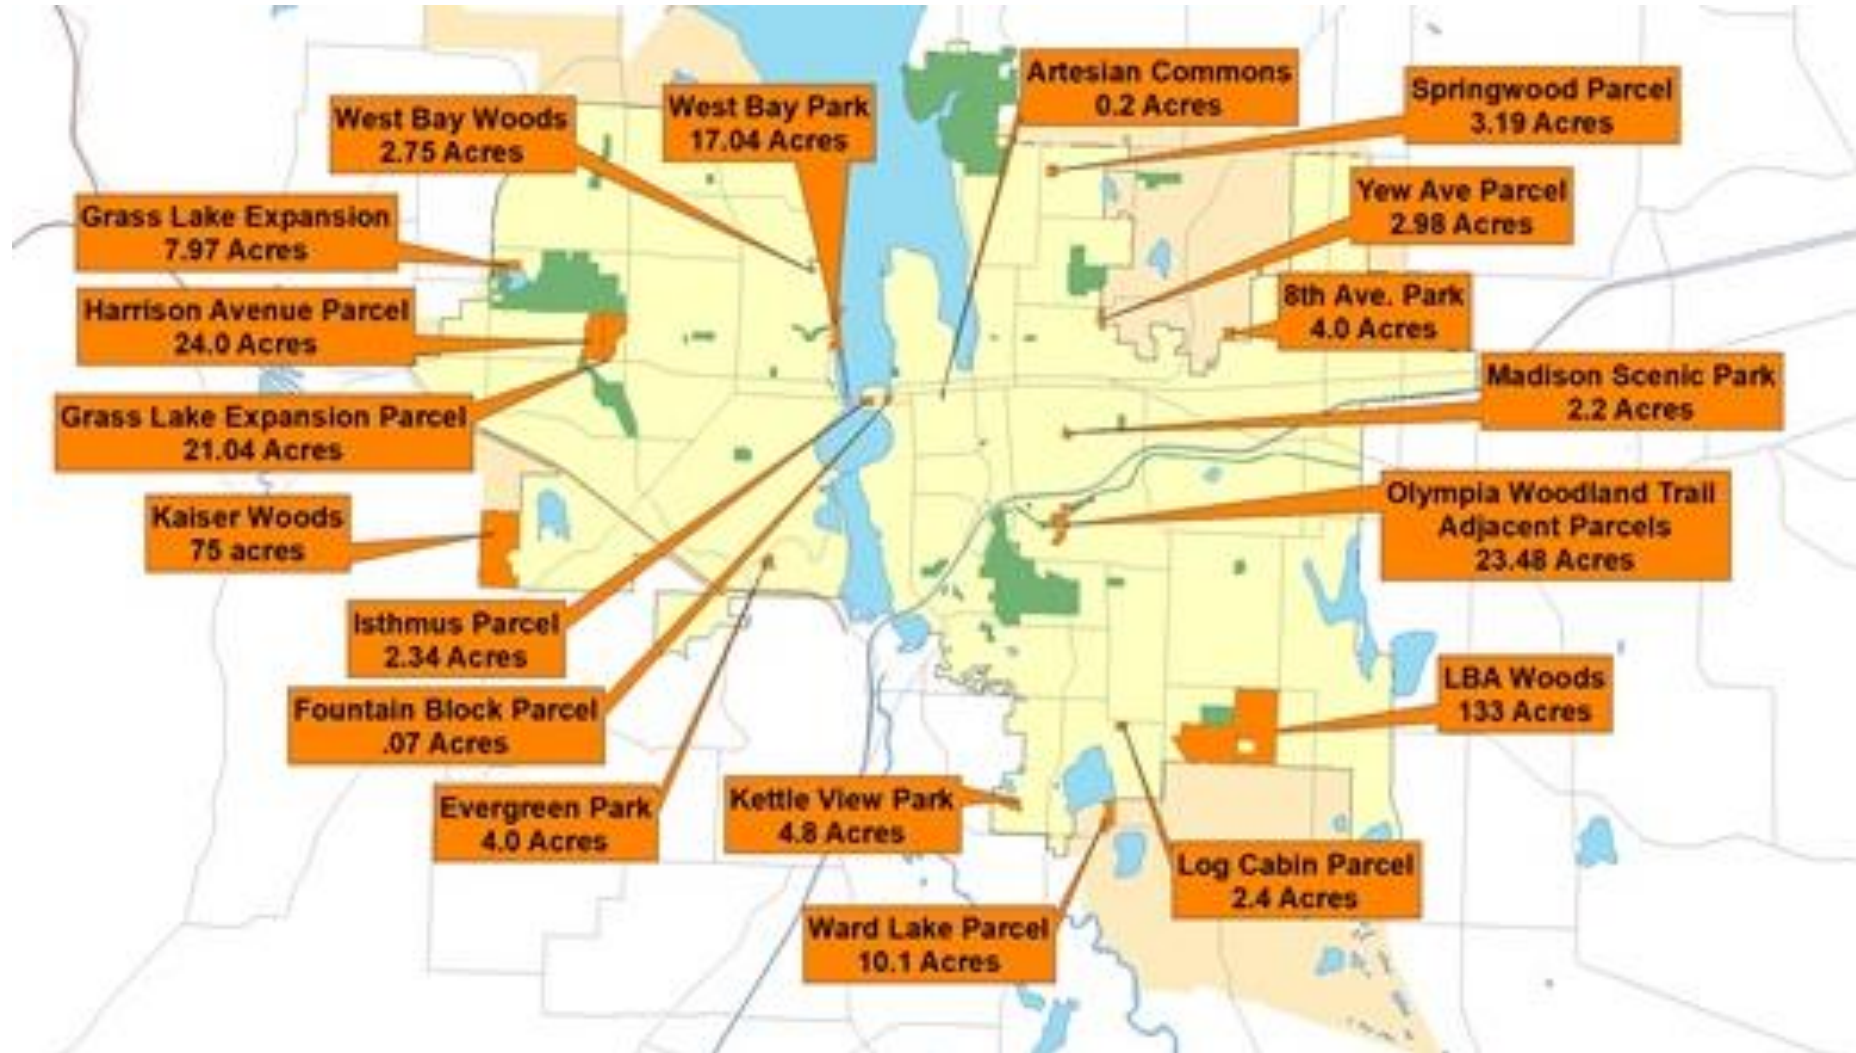 Artesian Commons
0.2 Acres
Springwood Parcel
3.19 Acres
West Bay Park
17.04 Acres
West Bay Woods
2.75 Acres
Yew Ave Parcel
2.98 Acres
Grass Lake Expansion
7.97 Acres
8th Ave. Park
4.0 Acres
Harrison Avenue Parcel
24.0 Acres
Madison Scenic Park
2.2 Acres
Grass Lake Expansion Parcel
21.04 Acres
Olympia Woodland Trail
Adjacent Parcels
23.48 Acres
Kaiser Woods
75 acres
Isthmus Parcel
2.34 Acres
LBA Woods
133 Acres
Fountain Block Parcel
.07 Acres
Evergreen Park
4.0 Acres
Kettle View Park
4.8 Acres
Log Cabin Parcel
2.4 Acres
Ward Lake Parcel
10.1 Acres